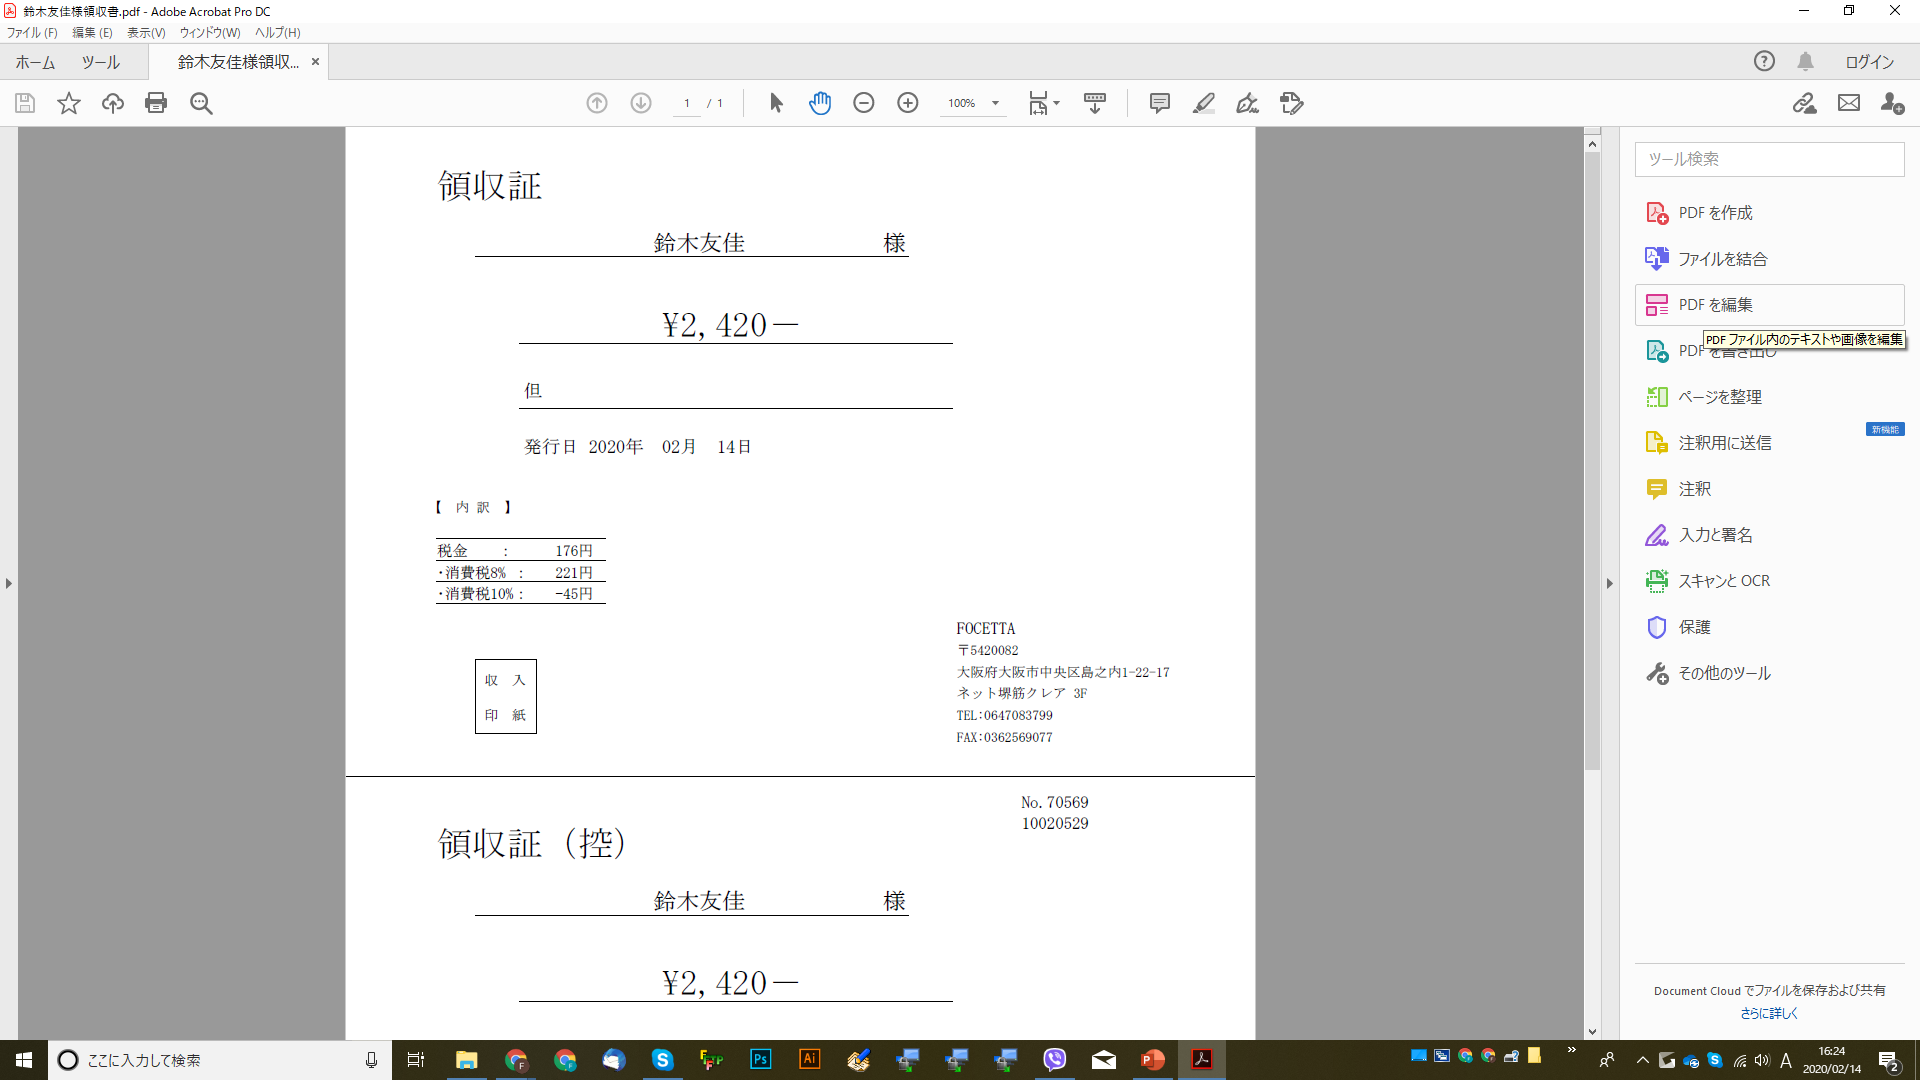 鈴木友佳様領収書.pdf - Adobe Acrobat Pro DC
ファイル(F) 編集(E) 表示(V) ウィンドウ(W) ヘルプ(H)
ホーム ツール 鈴木友佳様領収... × ログイン
1 / 1 100%
領収証
鈴木友佳 様
¥2,420―
但
発行日 2020年 02月 14日
【 内 訳 】
税金 : 176円
・消費税8% : 221円
・消費税10% : -45円
収 入
印 紙
FOCETTA
〒5420082
大阪府大阪市中央区島之内1-22-17
ネット堺筋クレア 3F
TEL:0647083799
FAX:0362569077
No.70569
10020529
領収証（控）
鈴木友佳 様
¥2,420―
ツール検索
PDF を作成
ファイルを結合
PDF を編集
PDF ファイル内のテキストや画像を編集
PDF を書き出し
ページを整理
新機能
注釈用に送信
注釈
入力と署名
スキャンと OCR
保護
その他のツール
Document Cloud でファイルを保存および共有
さらに詳しく
ここに入力して検索
16:24
2020/02/14